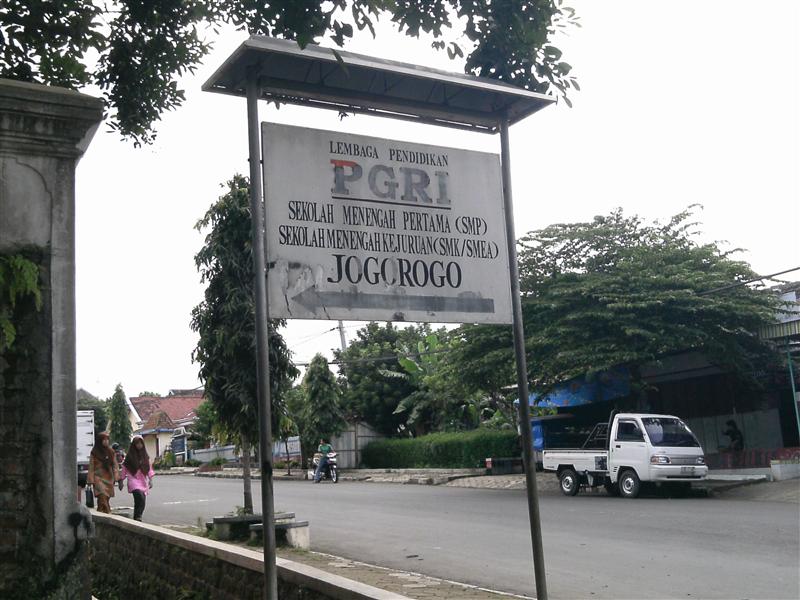 LEMBAGA PENDIDIKAN
PGRI
SEKOLAH MENENGAH PERTAMA (SMP)
SEKOLAH MENENGAH KEJURUAN(SMK/SMEA)
JOGOROGO